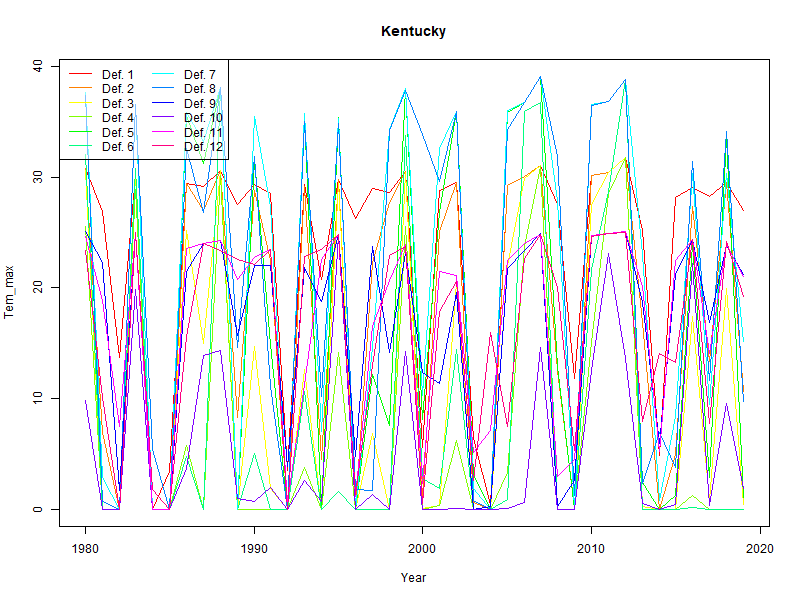 Kentucky
Tem_max
40
30
20
10
0
Def. 1 Def. 7
Def. 2 Def. 8
Def. 3 Def. 9
Def. 4 Def. 10
Def. 5 Def. 11
Def. 6 Def. 12
1980 1990 2000 2010 2020
Year